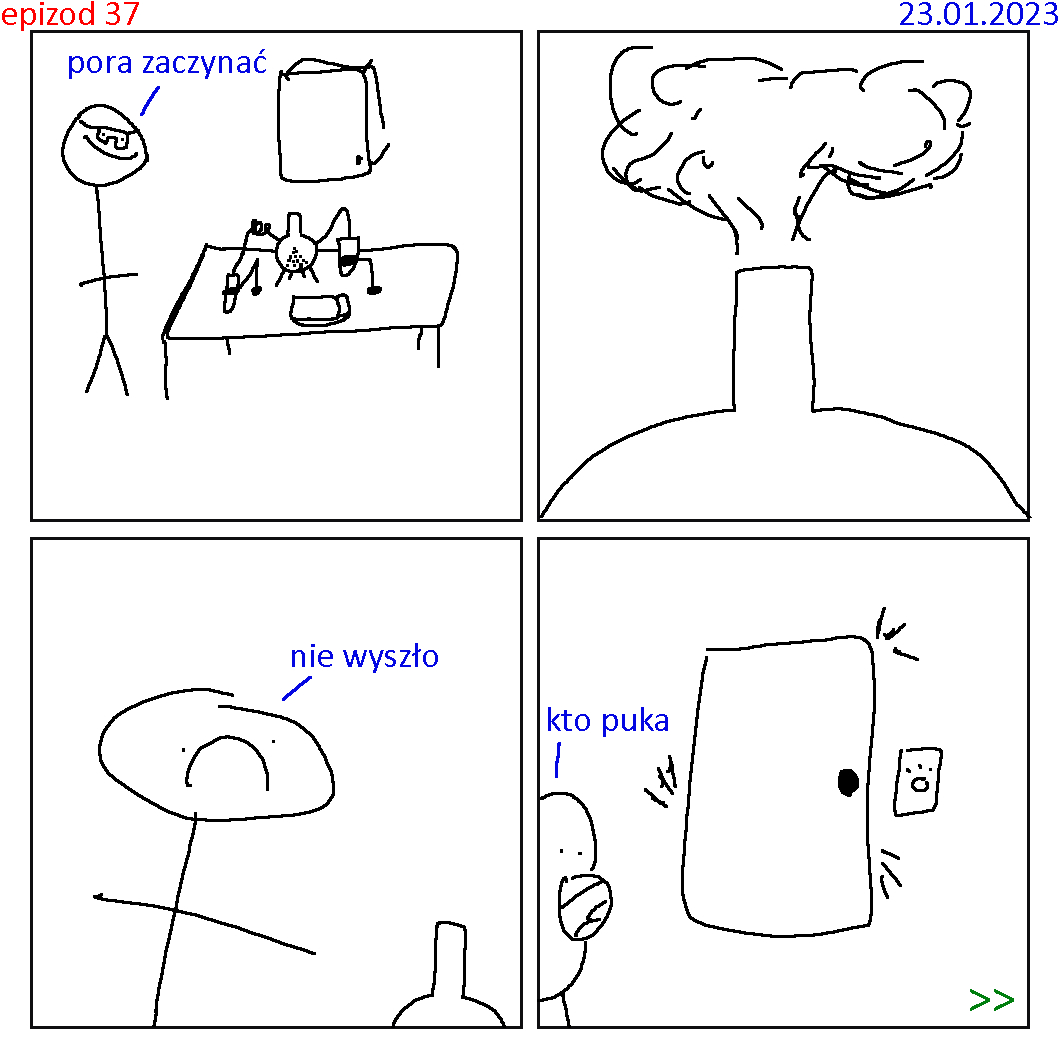 epizod 37
23.01.2023
pora zaczynać
nie wyszło
kto puka
>>